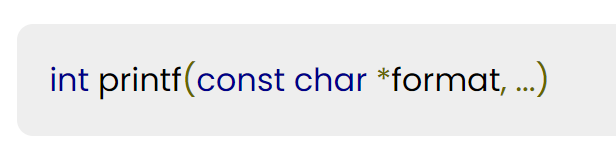 int printf(const char *format, ...)